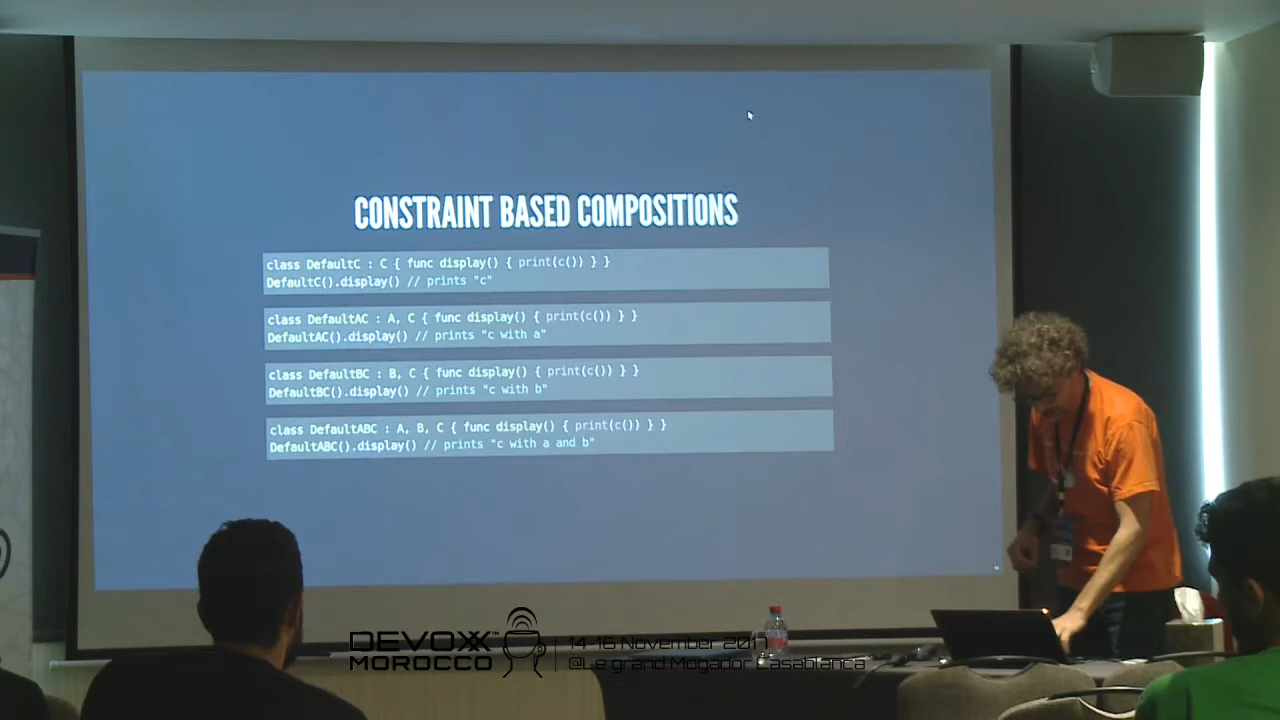 CONSTRAINT BASED COMPOSITIONS
class DefaultC : C { func display() { print(c()) } }
DefaultC().display() // prints "c"
class DefaultAC : A, C { func display() { print(c()) } }
DefaultAC().display() // prints "c with a"
class DefaultBC : B, C { func display() { print(c()) } }
DefaultBC().display() // prints "c with b"
class DefaultABC : A, B, C { func display() { print(c()) } }
DefaultABC().display() // prints "c with a and b"
DEVOXX™
MOROCCO
14-16 November 2017
@Le grand Mogador Casablanca